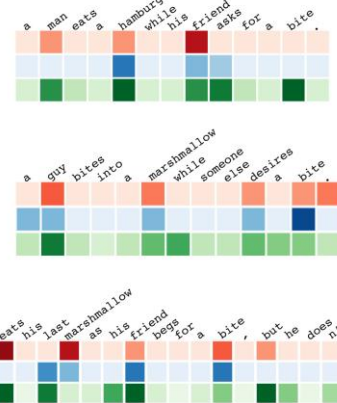 a man eats a hamburg while his friend asks for a bite .
a guy bites into a marshmallow while someone else desires a bite .
eats his last marshmallow as his friend begs for a bite , but he does n